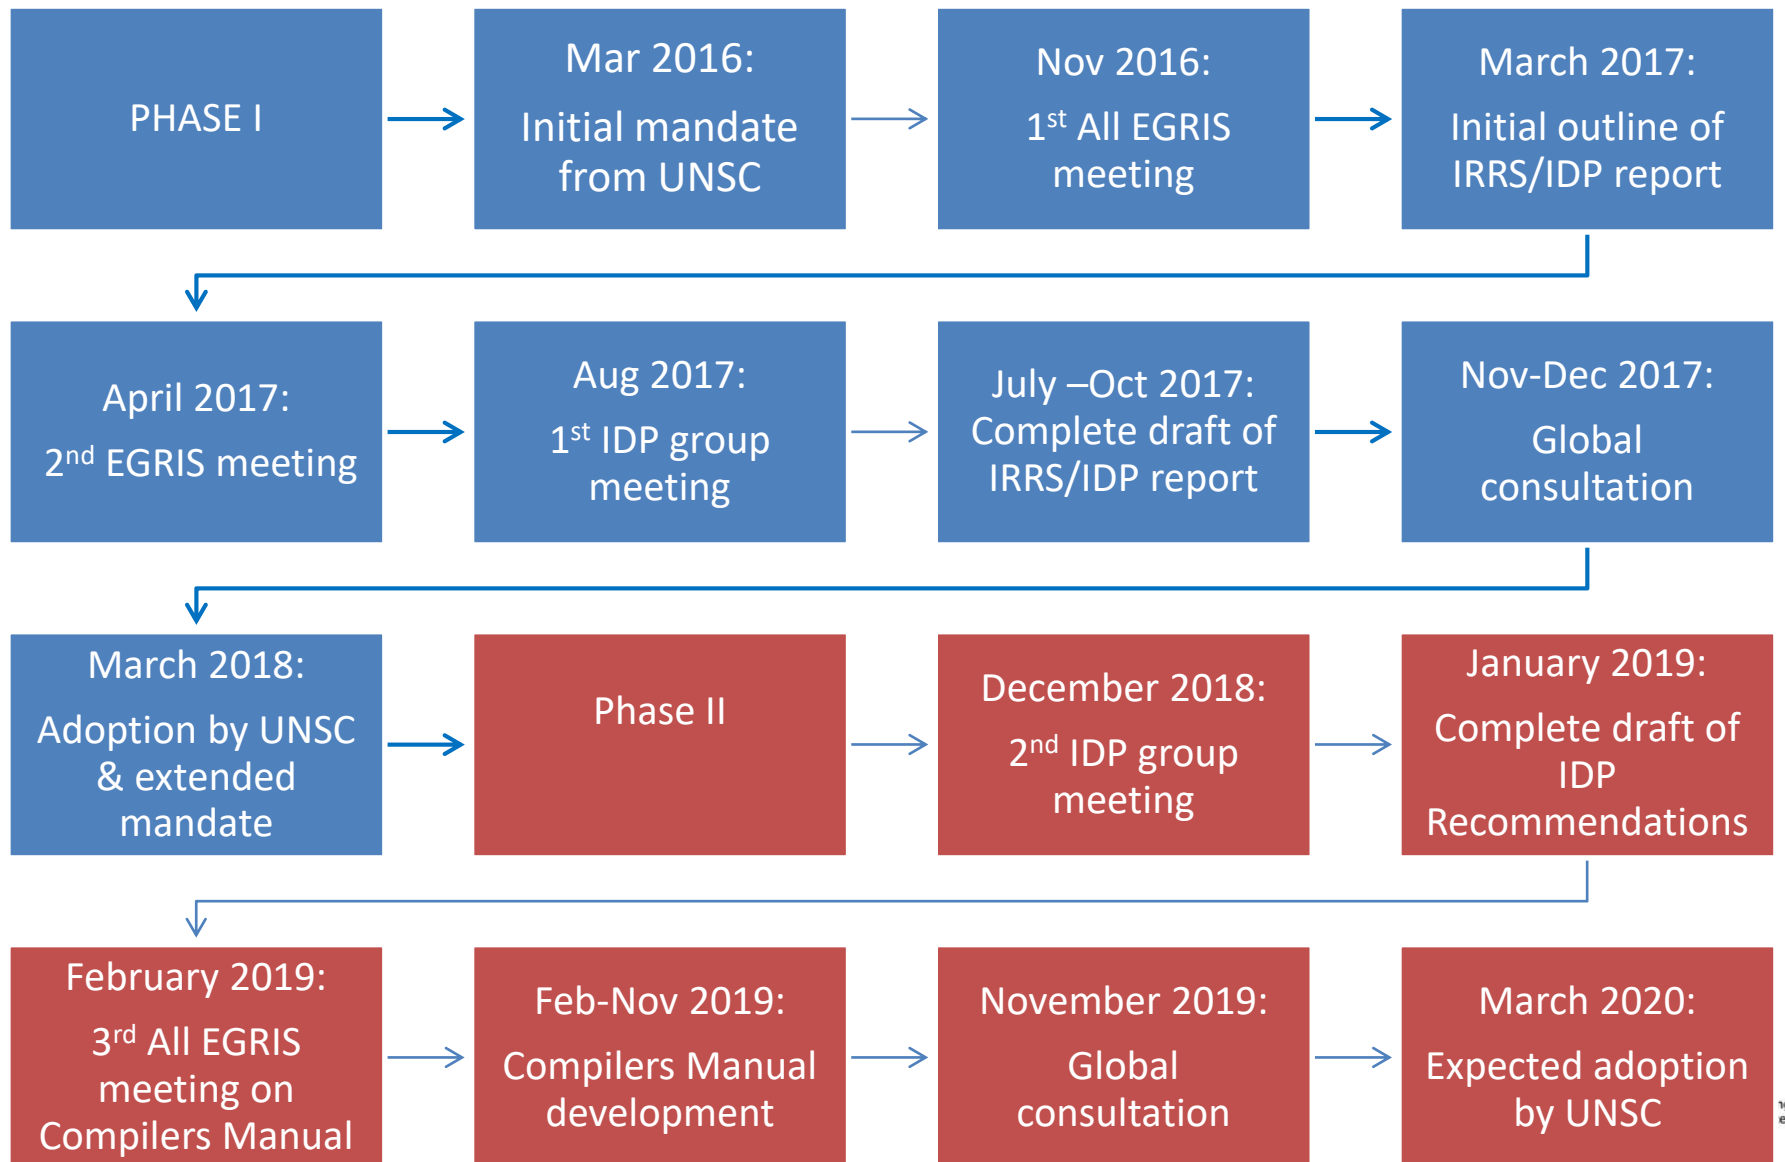 PHASE I
Mar 2016:
Initial mandate
from UNSC
Nov 2016:
1st All EGRIS
meeting
March 2017:
Initial outline of
IRRS/IDP report
April 2017:
2nd EGRIS meeting
Aug 2017:
1st IDP group
meeting
July –Oct 2017:
Complete draft of
IRRS/IDP report
Nov-Dec 2017:
Global
consultation
March 2018:
Adoption by UNSC
& extended
mandate
Phase II
December 2018:
2nd IDP group
meeting
January 2019:
Complete draft of
IDP
Recommendations
February 2019:
3rd All EGRIS
meeting on
Compilers Manual
Feb-Nov 2019:
Compilers Manual
development
November 2019:
Global
consultation
March 2020:
Expected adoption
by UNSC